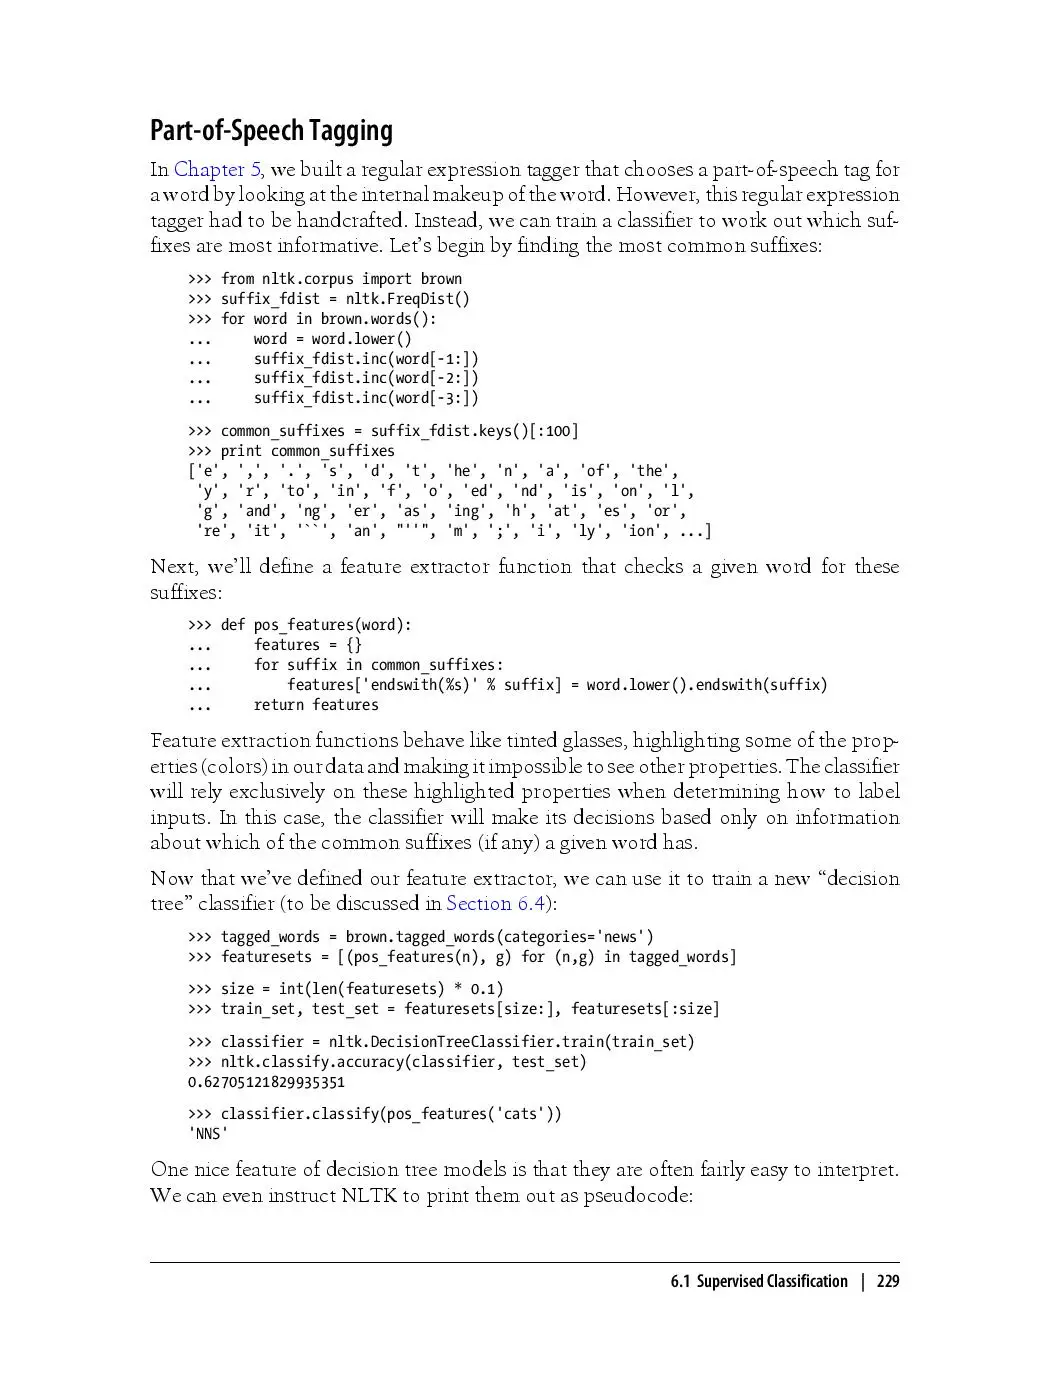 Part-of-Speech Tagging
In Chapter 5, we built a regular expression tagger that chooses a part-of-speech tag for
a word by looking at the internal makeup of the word. However, this regular expression
tagger had to be handcrafted. Instead, we can train a classifier to work out which suf-
fixes are most informative. Let’s begin by finding the most common suffixes:
>>> from nltk.corpus import brown
>>> suffix_fdist = nltk.FreqDist()
>>> for word in brown.words():
...     word = word.lower()
...     suffix_fdist.inc(word[-1:])
...     suffix_fdist.inc(word[-2:])
...     suffix_fdist.inc(word[-3:])
>>> common_suffixes = suffix_fdist.keys()[:100]
>>> print common_suffixes
['e', ',', '.', 's', 'd', 't', 'he', 'n', 'a', 'of', 'the',
 'y', 'r', 'to', 'in', 'f', 'o', 'ed', 'nd', 'is', 'on', 'l',
 'g', 'and', 'ng', 'er', 'as', 'ing', 'h', 'at', 'es', 'or',
 're', 'it', '``', 'an', "''", 'm', ';', 'i', 'ly', 'ion', ...]
Next, we’ll define a feature extractor function that checks a given word for these
suffixes:
>>> def pos_features(word):
...     features = {}
...     for suffix in common_suffixes:
...         features['endswith(%s)' % suffix] = word.lower().endswith(suffix)
...     return features
Feature extraction functions behave like tinted glasses, highlighting some of the prop-
erties (colors) in our data and making it impossible to see other properties. The classifier
will rely exclusively on these highlighted properties when determining how to label
inputs. In this case, the classifier will make its decisions based only on information
about which of the common suffixes (if any) a given word has.
Now that we’ve defined our feature extractor, we can use it to train a new “decision
tree” classifier (to be discussed in Section 6.4):
>>> tagged_words = brown.tagged_words(categories='news')
>>> featuresets = [(pos_features(n), g) for (n,g) in tagged_words]
>>> size = int(len(featuresets) * 0.1)
>>> train_set, test_set = featuresets[size:], featuresets[:size]
>>> classifier = nltk.DecisionTreeClassifier.train(train_set)
>>> nltk.classify.accuracy(classifier, test_set)
0.62705121829935351
>>> classifier.classify(pos_features('cats'))
'NNS'
One nice feature of decision tree models is that they are often fairly easy to interpret.
We can even instruct NLTK to print them out as pseudocode:
6.1 Supervised Classification | 229